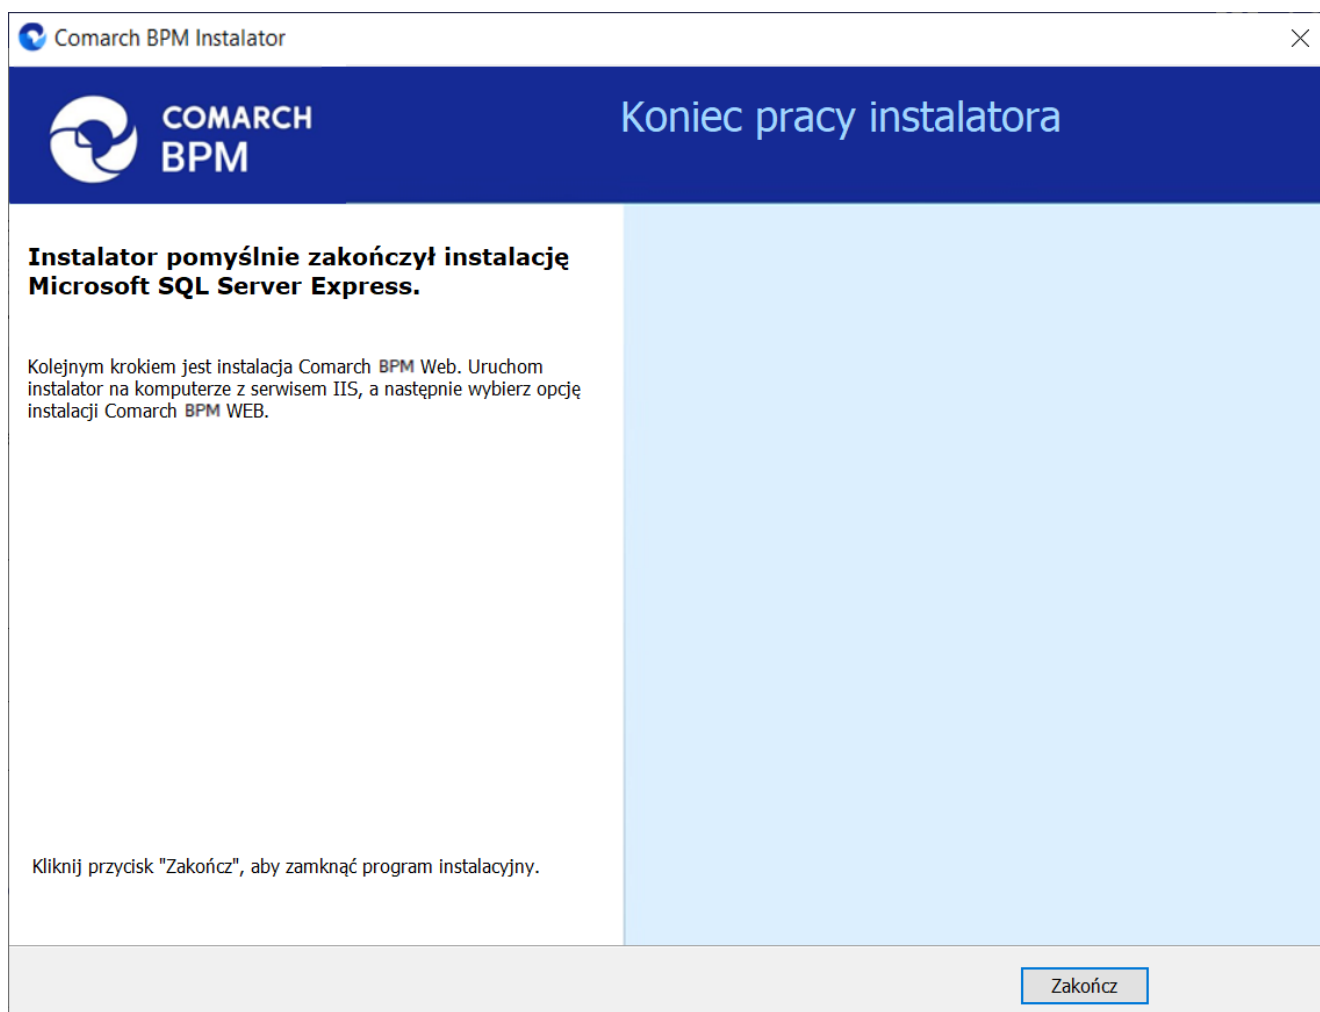 Comarch BPM Instalator
COMARCH
BPM
Koniec pracy instalatora
Instalator pomyślnie zakończył instalację
Microsoft SQL Server Express.
Kolejnym krokiem jest instalacja Comarch BPM Web. Uruchom
instalator na komputerze z serwisem IIS, a następnie wybierz opcję
instalacji Comarch BPM WEB.
Kliknij przycisk "Zakończ", aby zamknąć program instalacyjny.
Zakończ